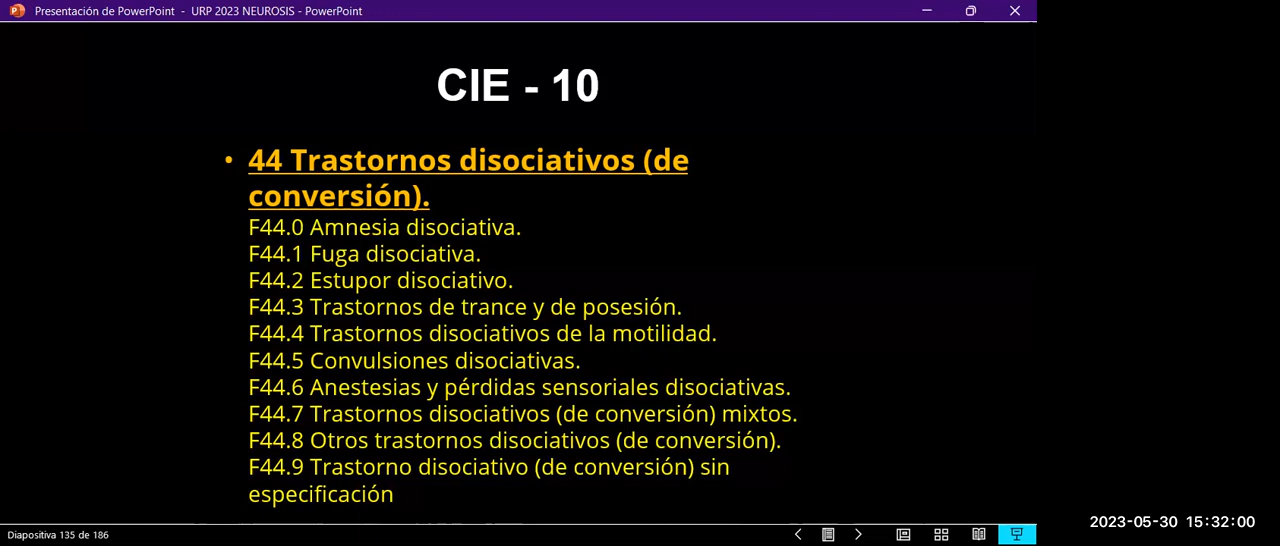 Presentación de PowerPoint - URP 2023 NEUROSIS - PowerPoint
CIE - 10
• 44 Trastornos disociativos (de
conversión).
F44.0 Amnesia disociativa.
F44.1 Fuga disociativa.
F44.2 Estupor disociativo.
F44.3 Trastornos de trance y de posesión.
F44.4 Trastornos disociativos de la motilidad.
F44.5 Convulsiones disociativas.
F44.6 Anestesias y pérdidas sensoriales disociativas.
F44.7 Trastornos disociativos (de conversión) mixtos.
F44.8 Otros trastornos disociativos (de conversión).
F44.9 Trastorno disociativo (de conversión) sin
especificación
2023-05-30 15:32:00
Diapositiva 135 de 186